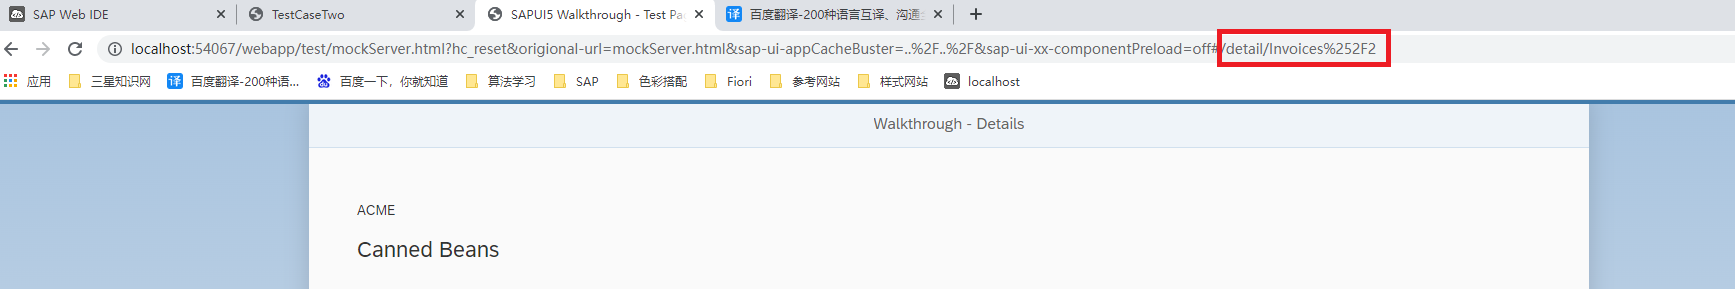 SAP Web IDE
TestCaseTwo
SAPUI5 Walkthrough - Test Pa
百度翻译-200种语言互译、沟通
localhost:54067/webapp/test/mockServer.html?hc_reset&origional-url=mockServer.html&sap-ui-appCacheBuster=..%2F..%2F&sap-ui-xx-componentPreload=off#/detail/Invoices%252F2
应用 三星知识网 译 百度翻译-200种语... 百度一下，你就知道 算法学习 SAP 色彩搭配 Fiori 参考网站 样式网站 localhost
Walkthrough - Details
ACME
Canned Beans